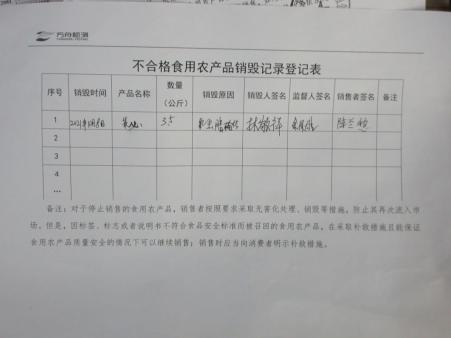 方舟检测
不合格食用农产品销毁记录登记表
序号 销毁时间 产品名称 数量（公斤） 销毁原因 销毁人签名 监督人签名 销售者签名 备注
1 35
2
3
4
...
备注：对于停止销售的食用农产品，销售者按照要求采取无害化处理、销毁等措施，防止其再次流入市
场。但是，因标签、标志或者说明书不符合食品安全标准而被召回的食用农产品，在采取补救措施且能保证
食用农产品质量安全的情况下可以继续销售；销售时应当向消费者明示补救措施。